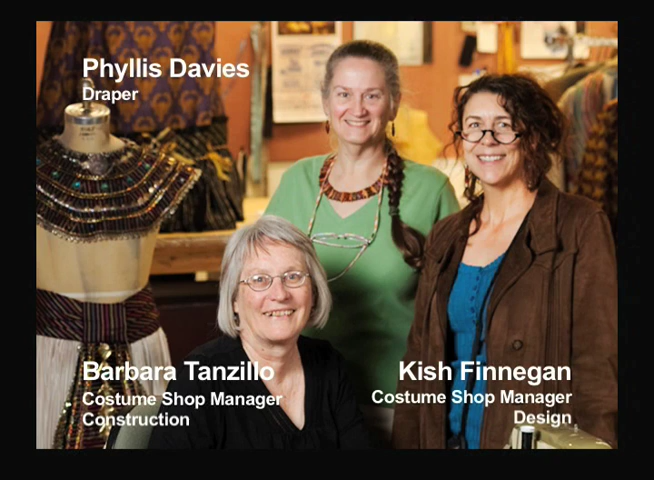 Phyllis Davies
Draper
Barbara Tanzillo
Costume Shop Manager
Construction
Kish Finnegan
Costume Shop Manager
Design